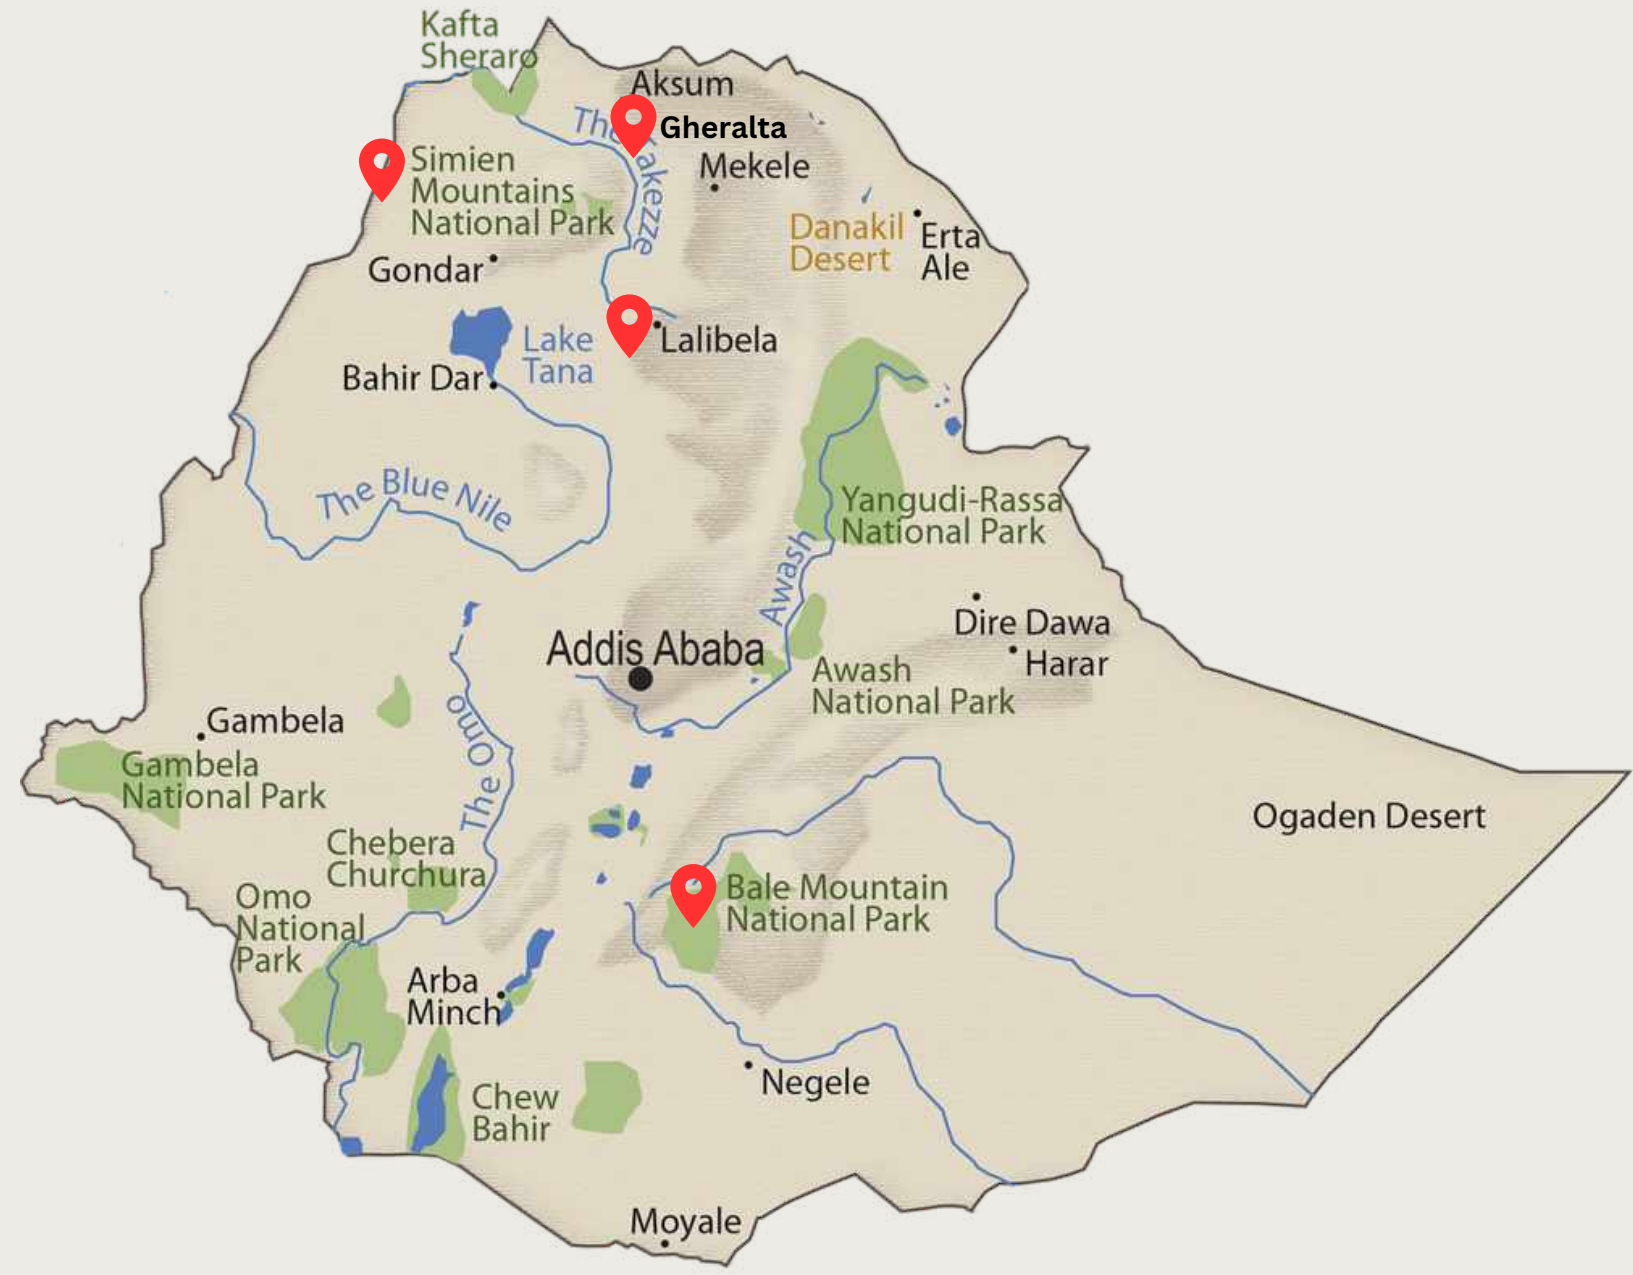 Kafta
Sheraro
Aksum
The Takezze
Gheralta
Mekele
Simien
Mountains
National Park
Danakil
Desert
Erta
Ale
Gondar
Lake
Tana
Lalibela
Bahir Dar
The Blue Nile
Yangudi-Rassa
National Park
Awash
Dire Dawa
Harar
Addis Ababa
Awash
National Park
The Omo
Gambela
Gambela
National Park
Ogaden Desert
Chebera
Churchura
Omo
National
Park
Bale Mountain
National Park
Arba
Minch
Negele
Chew
Bahir
Moyale